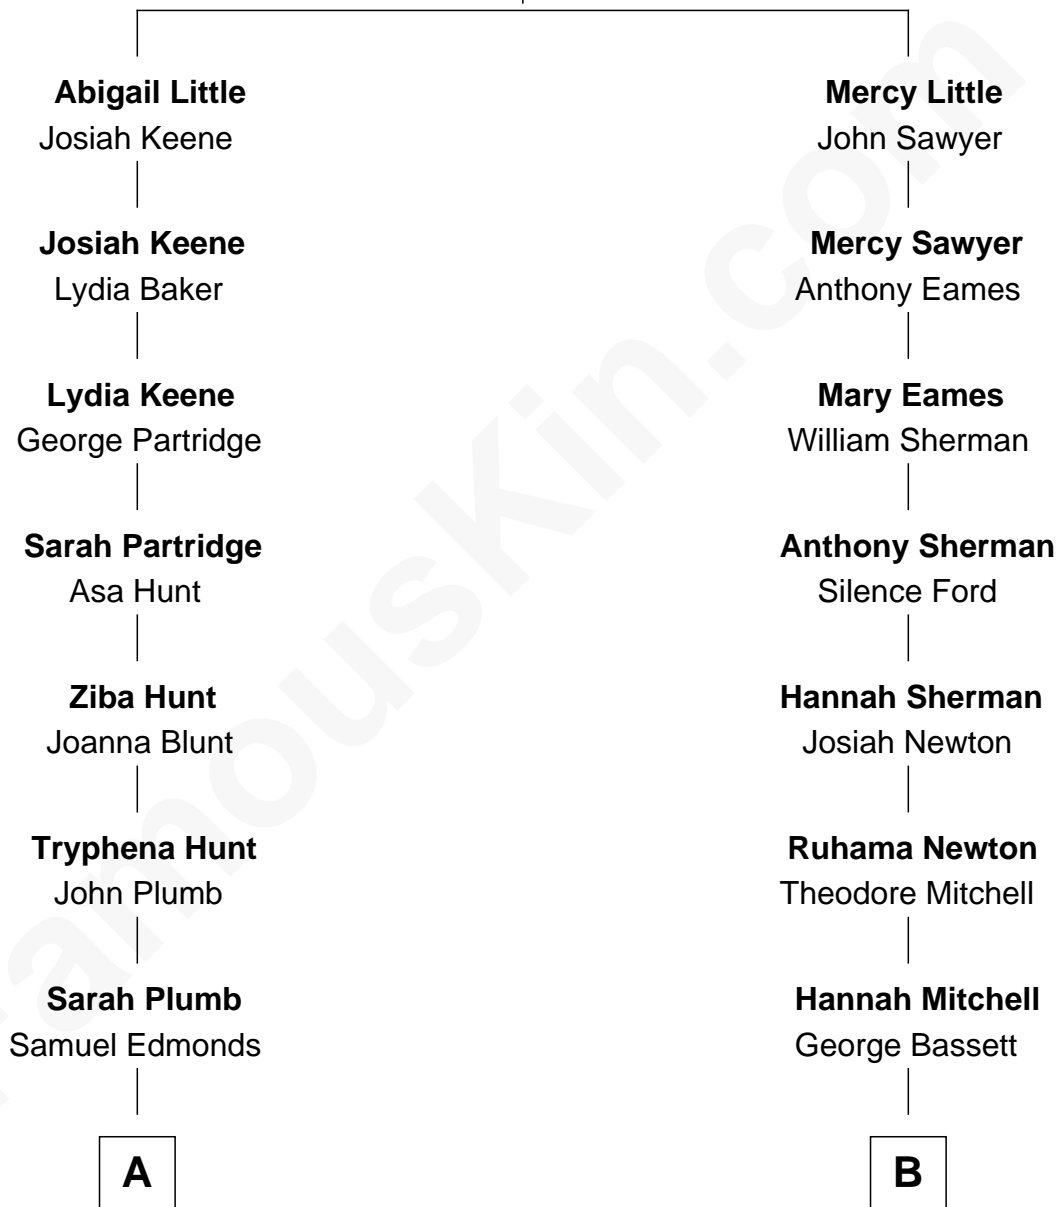 Abigail Little
Josiah Keene
Josiah Keene
Lydia Baker
Lydia Keene
George Partridge
Sarah Partridge
Asa Hunt
Ziba Hunt
Joanna Blunt
Tryphena Hunt
John Plumb
Sarah Plumb
Samuel Edmonds
A
Mercy Little
John Sawyer
Mercy Sawyer
Anthony Eames
Mary Eames
William Sherman
Anthony Sherman
Silence Ford
Hannah Sherman
Josiah Newton
Ruhama Newton
Theodore Mitchell
Hannah Mitchell
George Bassett
B
FamousKin.com